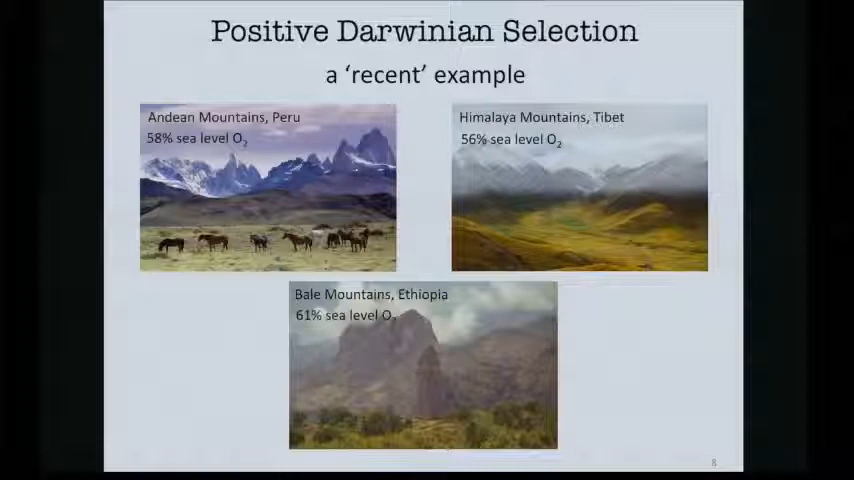 Positive Darwinian Selection
a ‘recent’ example
Andean Mountains, Peru
58% sea level O₂
Himalaya Mountains, Tibet
56% sea level O₂
Bale Mountains, Ethiopia
61% sea level O₂
8